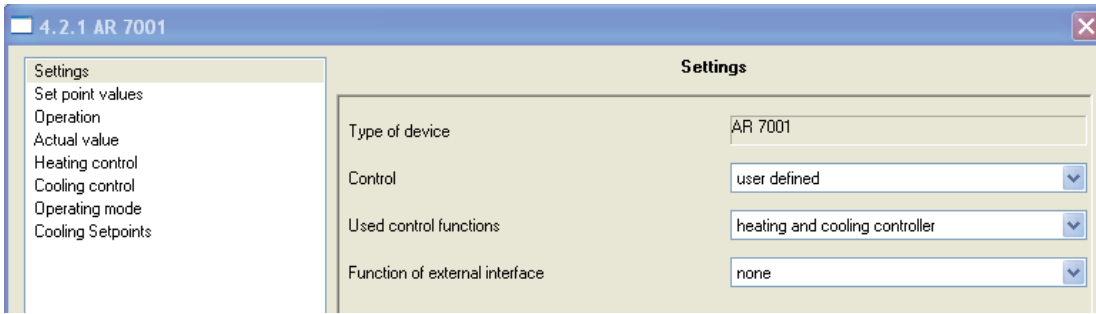 4.2.1 AR 7001
Settings
Set point values
Operation
Actual value
Heating control
Cooling control
Operating mode
Cooling Setpoints
Settings
Type of device AR 7001
Control user defined
Used control functions heating and cooling controller
Function of external interface none